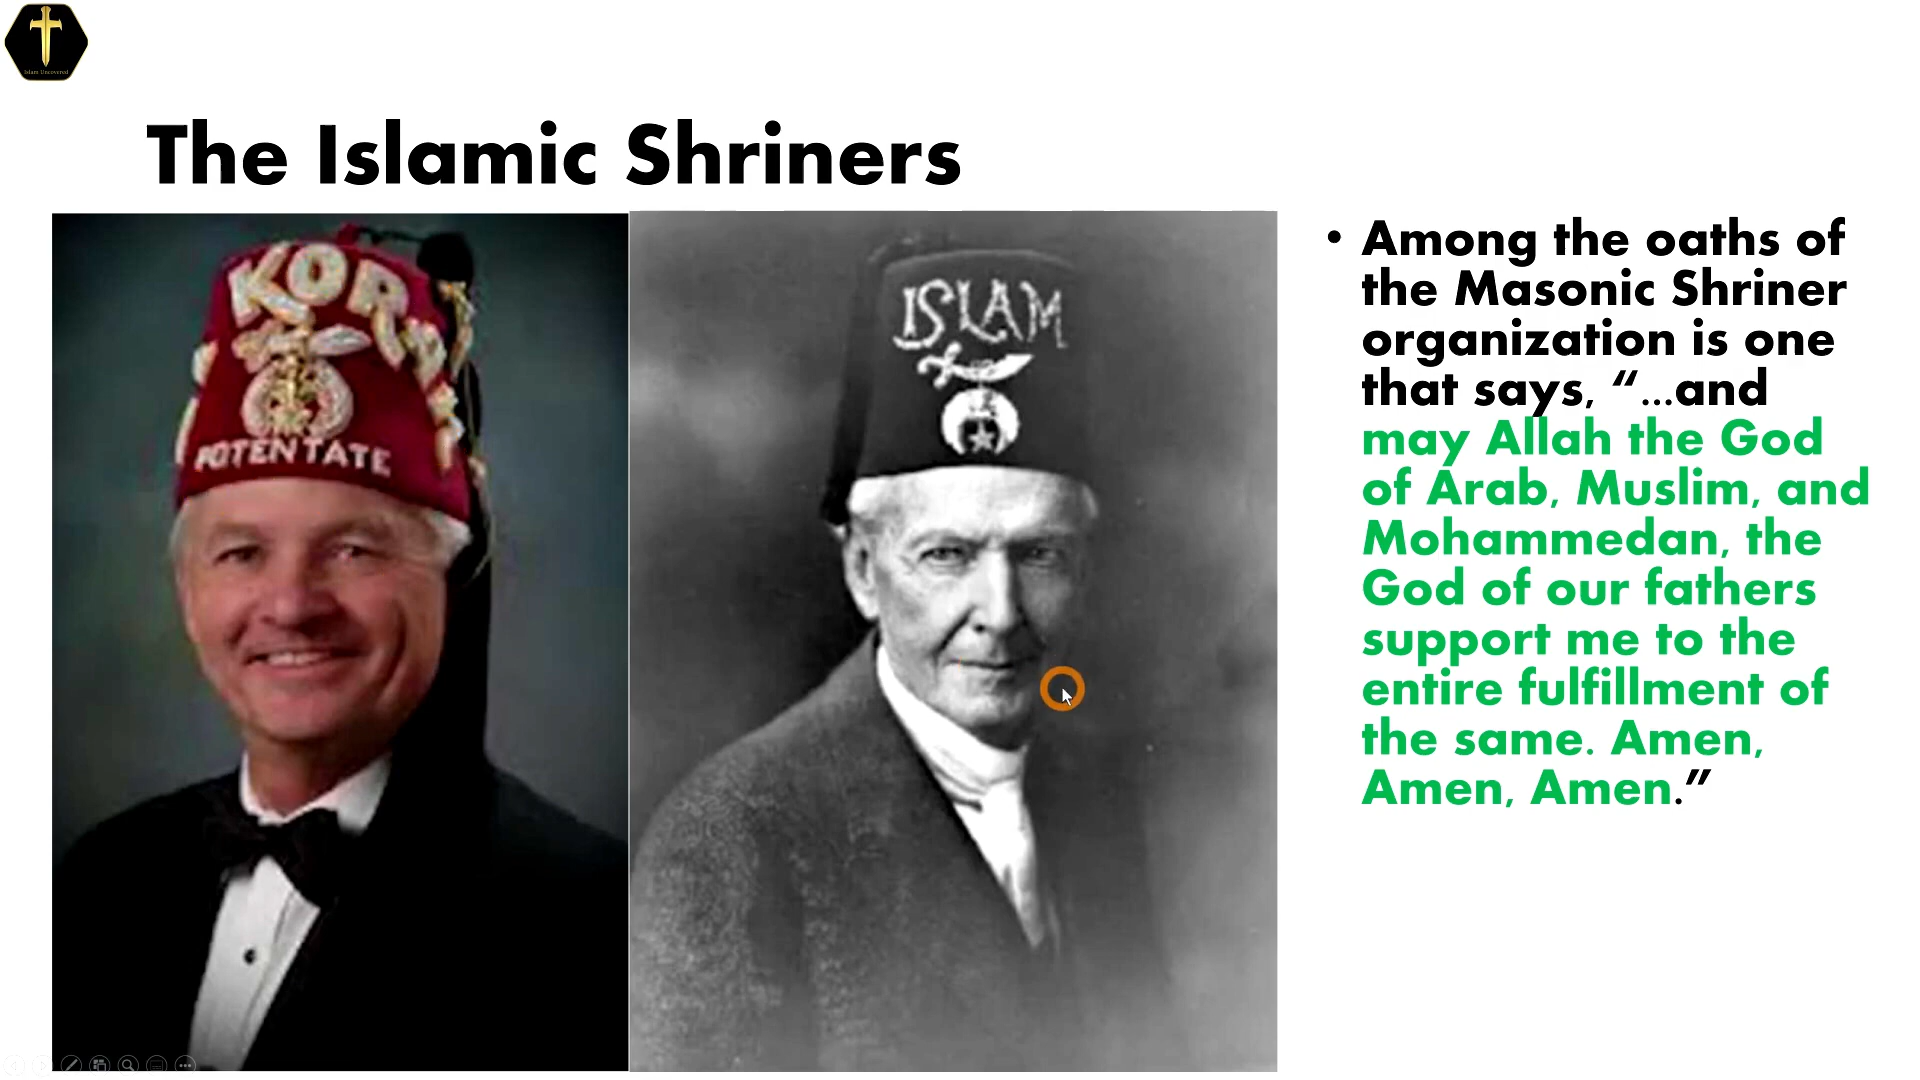 Islam Uncovered
The Islamic Shriners
KORA
POTENTATE
ISLAM
• Among the oaths of
the Masonic Shriner
organization is one
that says, “...and
may Allah the God
of Arab, Muslim, and
Mohammedan, the
God of our fathers
support me to the
entire fulfillment of
the same. Amen,
Amen, Amen.”